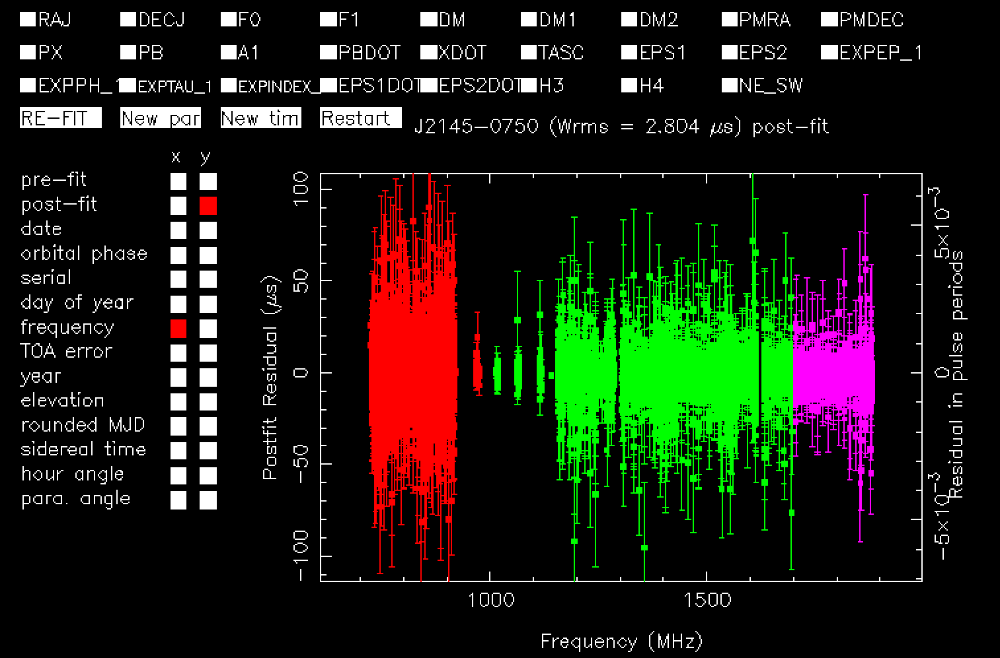 RAJ DECJ F0 F1 DM DM1 DM2 PMRA PMDEC
PX PB A1 PBDOT XDOT TASC EPS1 EPS2 EXPEP_1
EXPPH_1 EXPTAU_1 EXPINDEX_ EPS1DOT EPS2DOT H3 H4 NE_SW
RE-FIT New par New tim Restart
J2145-0750 (Wrms = 2.804 μs) post-fit
x y
pre-fit
post-fit
date
orbital phase
serial
day of year
frequency
TOA error
year
elevation
rounded MJD
sidereal time
hour angle
para. angle
Postfit Residual (μs)
100
50
0
-50
-100
1000 1500
Frequency (MHz)
5×10-3
0
-5×10-3
Residual in pulse periods